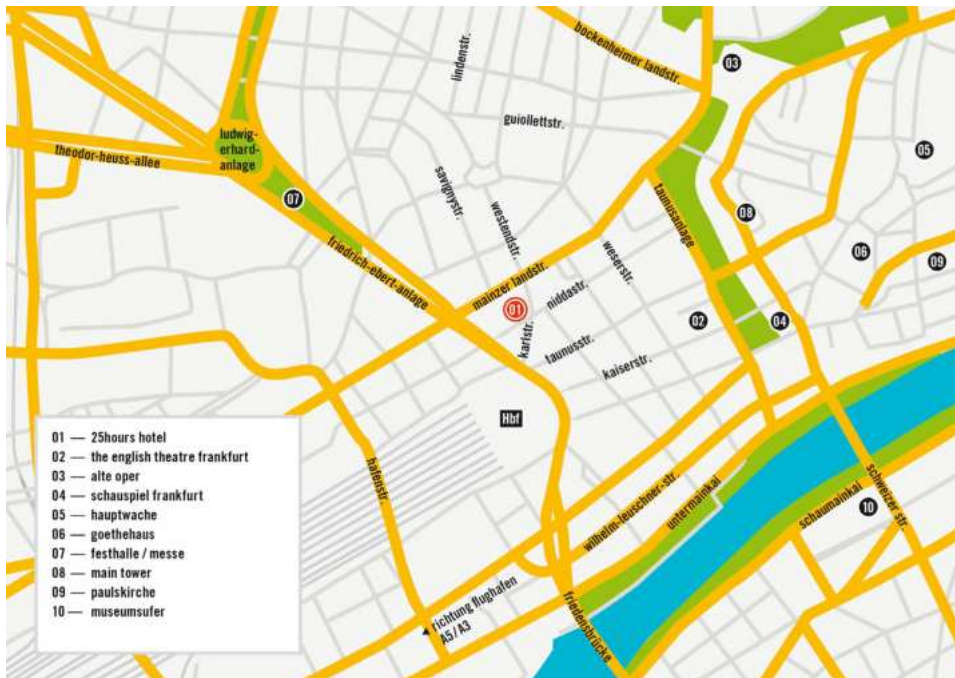 bockenheimer landstr.
lindenstr.
03
guiollettstr.
ludwig-
erhard-
anlage
theodor-heuss-allee
05
savignystr.
07
westendstr.
taunusanlage
08
friedrich-ebert-anlage
weserstr.
06
09
mainzer landstr.
niddastr.
01
02
04
karlstr.
taunusstr.
kaiserstr.
Hbf
hafenstr.
wilhelm-leuschner-str.
untermainkai
schweizer str.
schaumainkai
10
richtung flughafen
A5/A3
friedensbrücke
01 — 25hours hotel
02 — the english theatre frankfurt
03 — alte oper
04 — schauspiel frankfurt
05 — hauptwache
06 — goethehaus
07 — festhalle / messe
08 — main tower
09 — paulskirche
10 — museumsufer